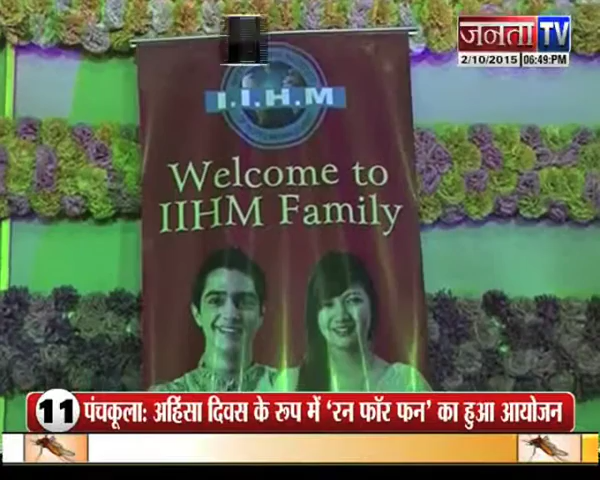 जनता TV
2/10/2015 06:49:PM
I.I.H.M
Welcome to
IIHM Family
11 पंचकूला: अहिंसा दिवस के रूप में 'रन फॉर फन' का हुआ आयोजन